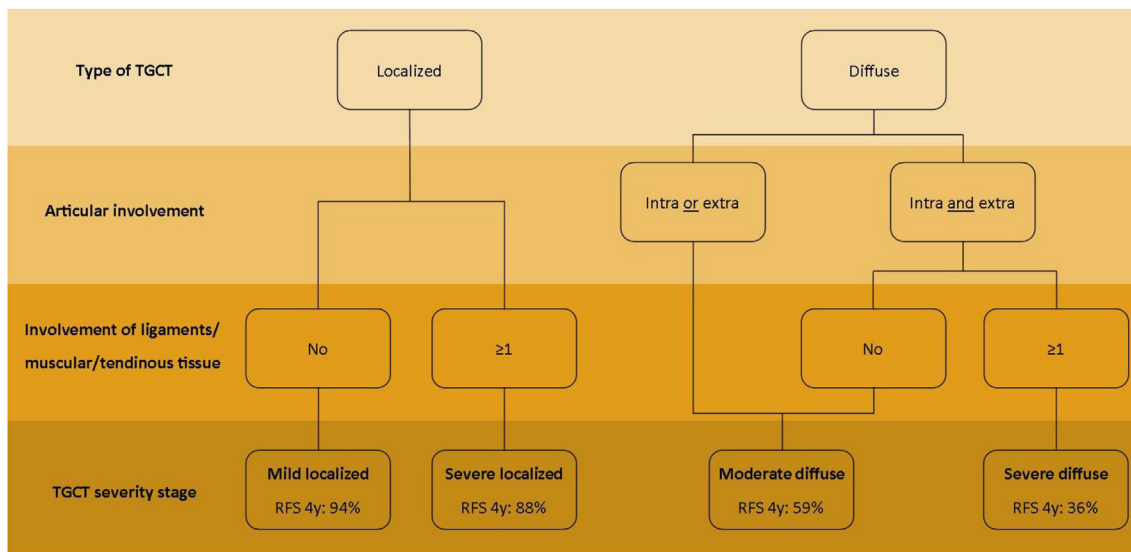 Type of TGCT
Localized
Diffuse
Articular involvement
Intra or extra
Intra and extra
Involvement of ligaments/
muscular/tendinous tissue
No
≥1
No
≥1
TGCT severity stage
Mild localized
RFS 4y: 94%
Severe localized
RFS 4y: 88%
Moderate diffuse
RFS 4y: 59%
Severe diffuse
RFS 4y: 36%